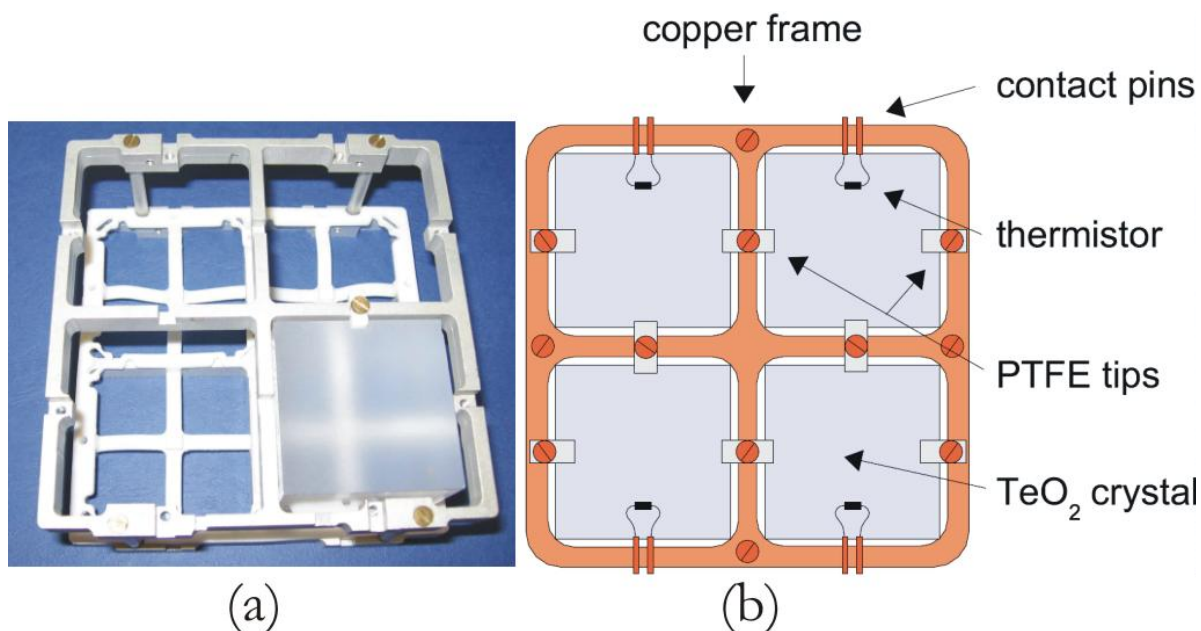 copper frame
contact pins
thermistor
PTFE tips
TeO₂ crystal
(a)
(b)